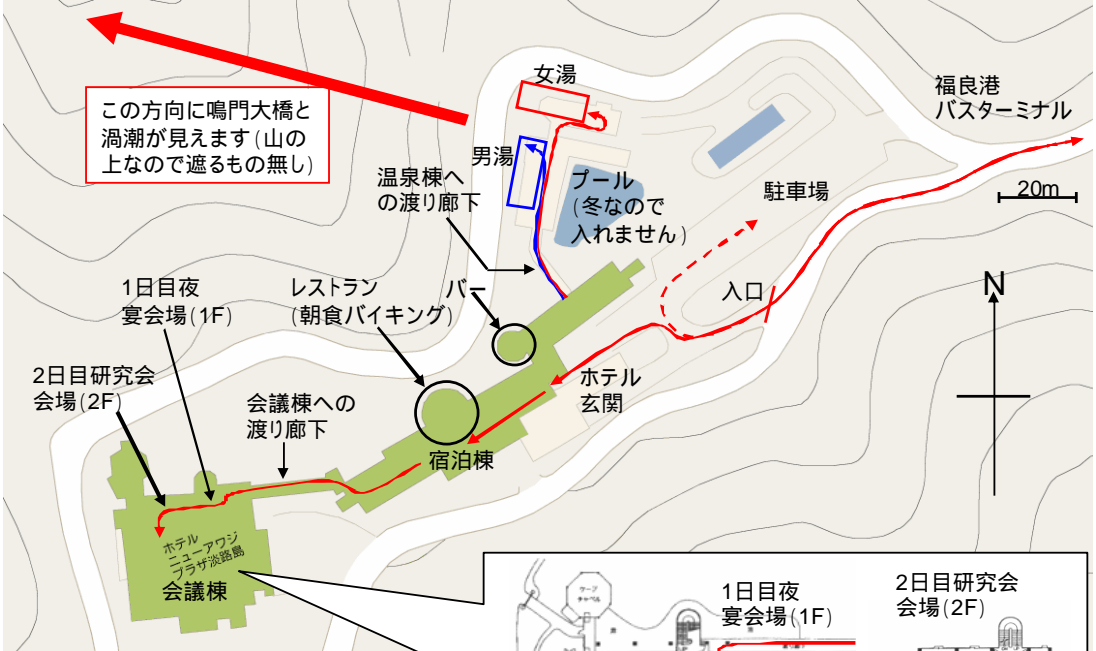 この方向に鳴門大橋と
渦潮が見えます(山の
上なので遮るもの無し)
女湯
男湯
温泉棟へ
の渡り廊下
プール
(冬なので
入れません)
福良港
バスターミナル
駐車場
20m
入口
N
1日目夜
宴会場(1F)
レストラン
(朝食バイキング)
バー
2日目研究会
会場(2F)
会議棟への
渡り廊下
ホテル
玄関
宿泊棟
ホテル
ニューアワジ
プラザ淡路島
会議棟
ケープ
チャペル
1日目夜
宴会場(1F)
2日目研究会
会場(2F)